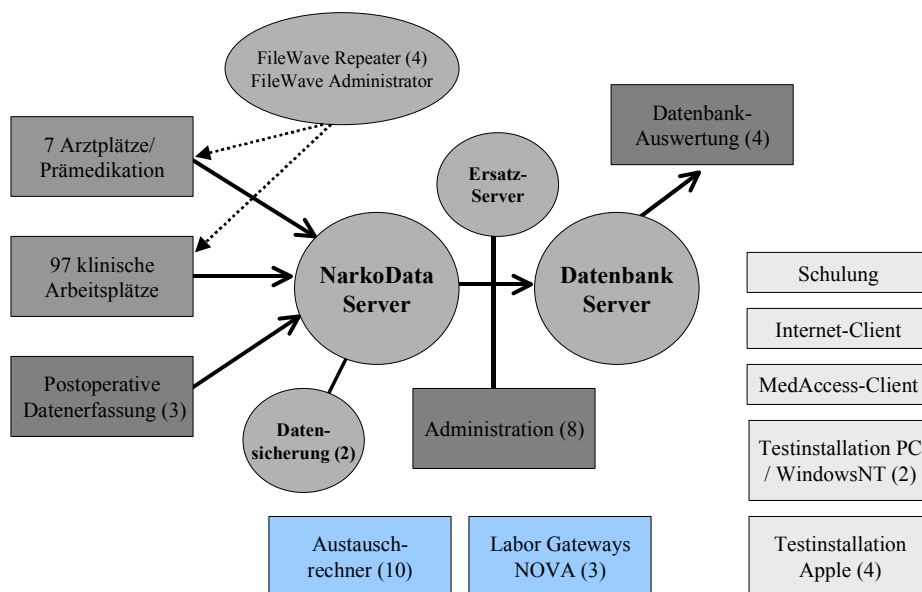 FileWave Repeater (4)
FileWave Administrator
Datenbank-
Auswertung (4)
7 Arztplätze/
Prämedikation
Ersatz-
Server
97 klinische
Arbeitsplätze
NarkoData
Server
Datenbank
Server
Schulung
Internet-Client
Postoperative
Datenerfassung (3)
MedAccess-Client
Daten-
sicherung (2)
Administration (8)
Testinstallation PC
/ WindowsNT (2)
Austausch-
rechner (10)
Labor Gateways
NOVA (3)
Testinstallation
Apple (4)